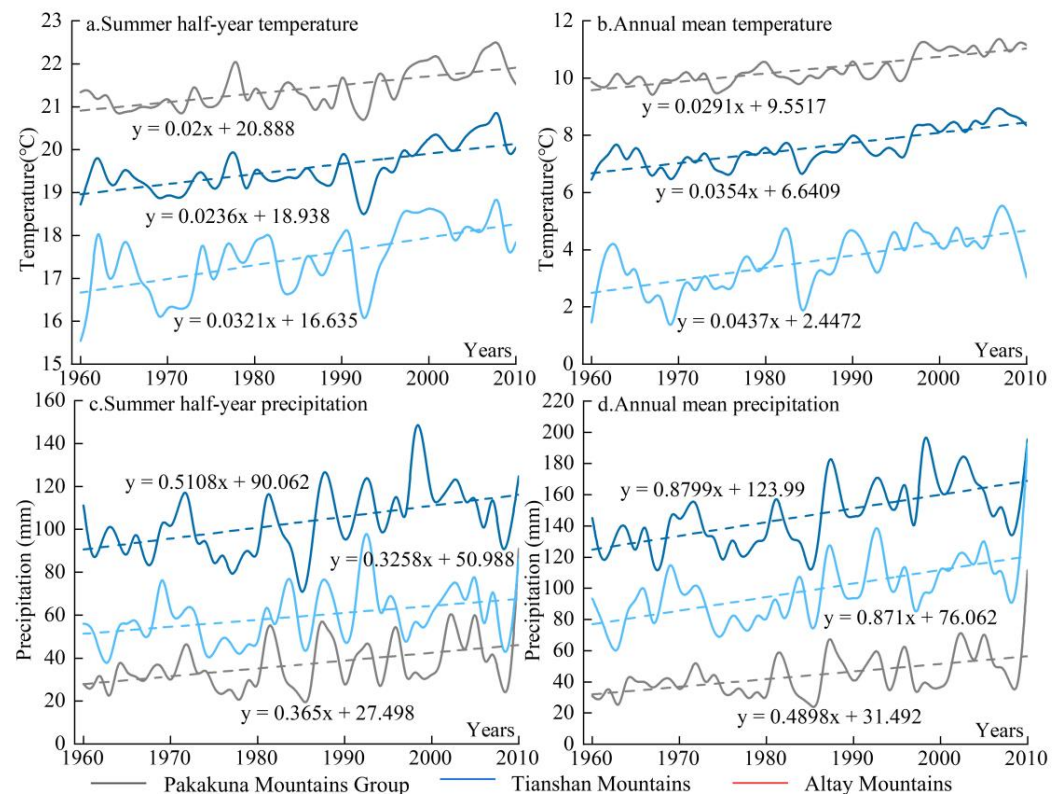 a.Summer half-year temperature
Temperature(°C)
23
22
21
20
19
18
17
16
15
y = 0.02x + 20.888
y = 0.0236x + 18.938
y = 0.0321x + 16.635
Years
1960 1970 1980 1990 2000 2010
b.Annual mean temperature
Temperature(°C)
12
10
8
6
4
2
0
y = 0.0291x + 9.5517
y = 0.0354x + 6.6409
y = 0.0437x + 2.4472
Years
1960 1970 1980 1990 2000 2010
c.Summer half-year precipitation
Precipitation (mm)
160
140
120
100
80
60
40
20
0
y = 0.5108x + 90.062
y = 0.3258x + 50.988
y = 0.365x + 27.498
Years
1960 1970 1980 1990 2000 2010
d.Annual mean precipitation
Precipitation (mm)
220
200
180
160
140
120
100
80
60
40
20
0
y = 0.8799x + 123.99
y = 0.871x + 76.062
y = 0.4898x + 31.492
Years
1960 1970 1980 1990 2000 2010
Pakakuna Mountains Group Tianshan Mountains Altay Mountains